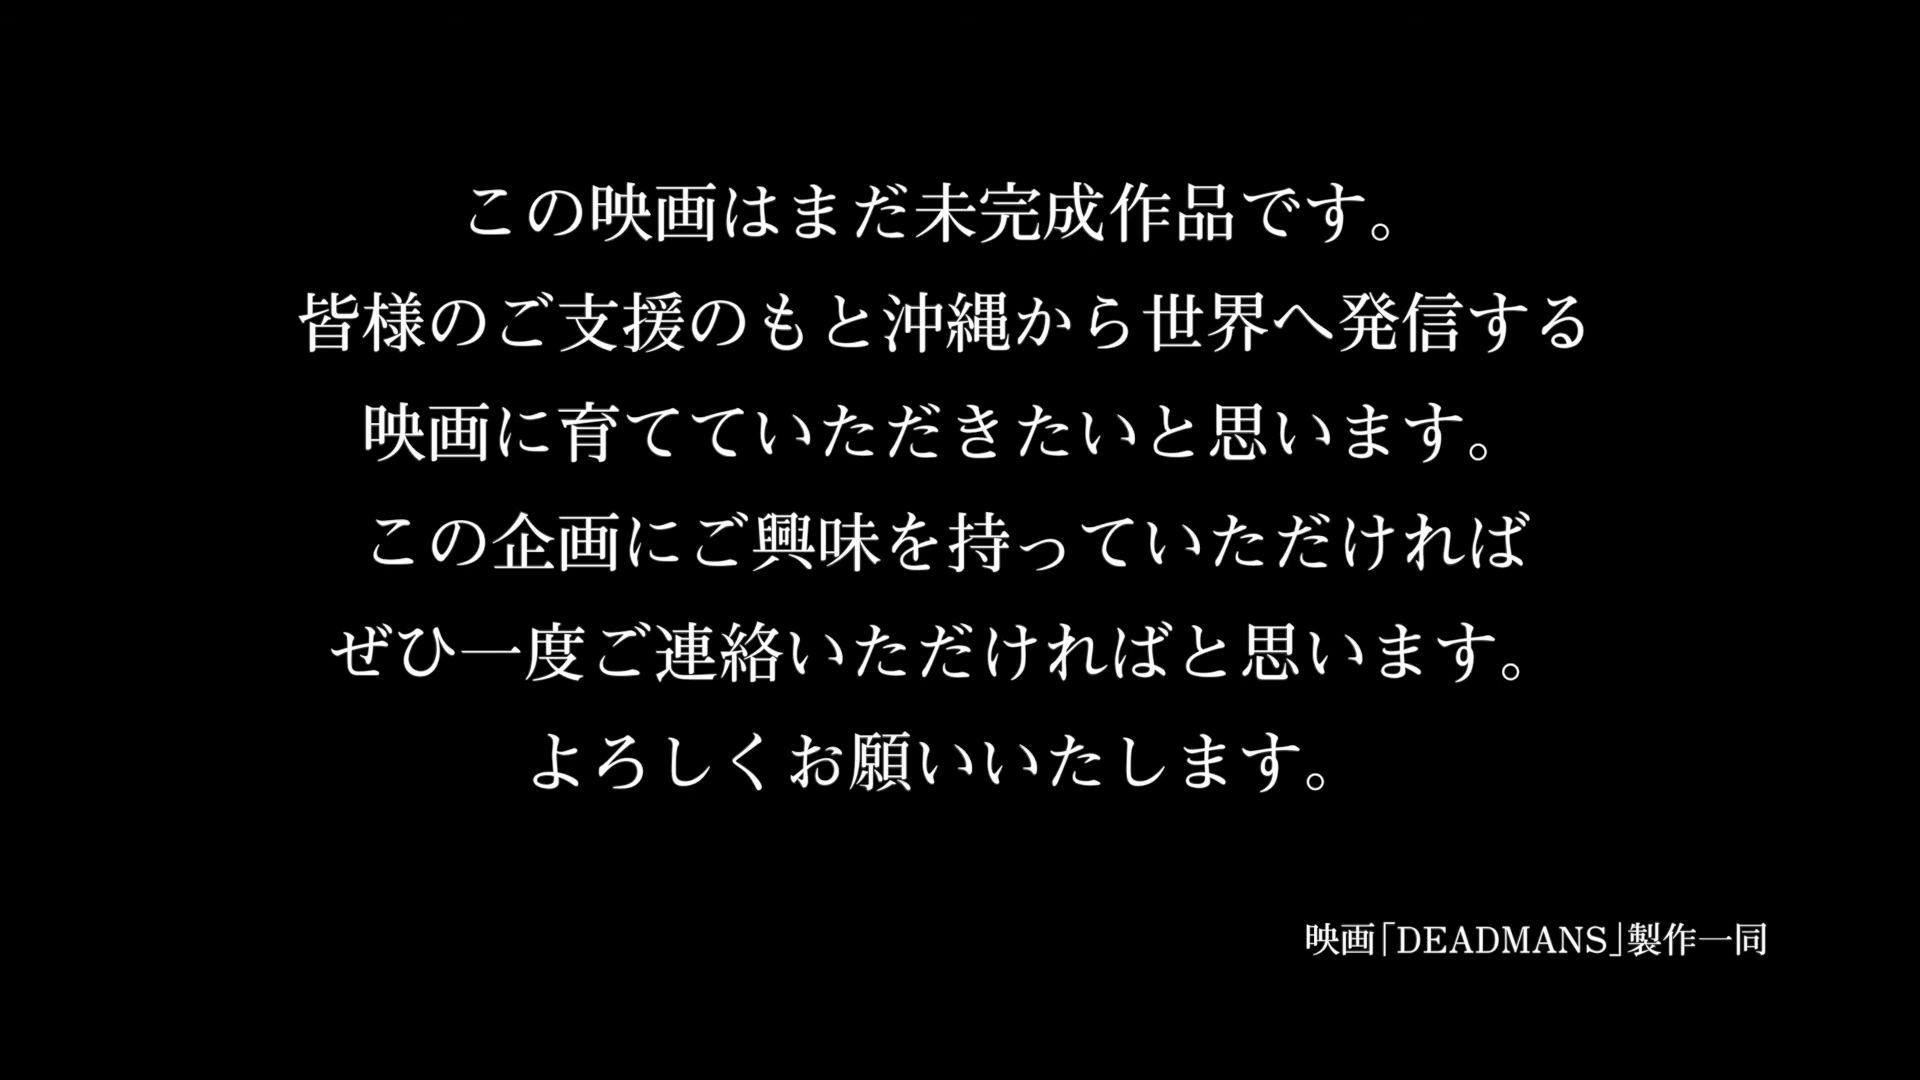 この映画はまだ未完成作品です。
皆様のご支援のもと沖縄から世界へ発信する
映画に育てていただきたいと思います。
この企画にご興味を持っていただければ
ぜひ一度ご連絡いただければと思います。
よろしくお願いいたします。
映画「DEADMANS」製作一同